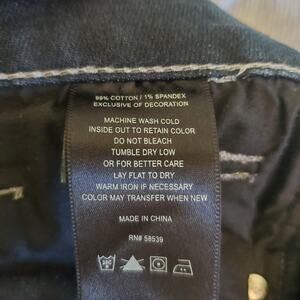 99% COTTON / 1% SPANDEX
EXCLUSIVE OF DECORATION
MACHINE WASH COLD
INSIDE OUT TO RETAIN COLOR
DO NOT BLEACH
TUMBLE DRY LOW
OR FOR BETTER CARE
LAY FLAT TO DRY
WARM IRON IF NECESSARY
COLOR MAY TRANSFER WHEN NEW
MADE IN CHINA
RN# 58539